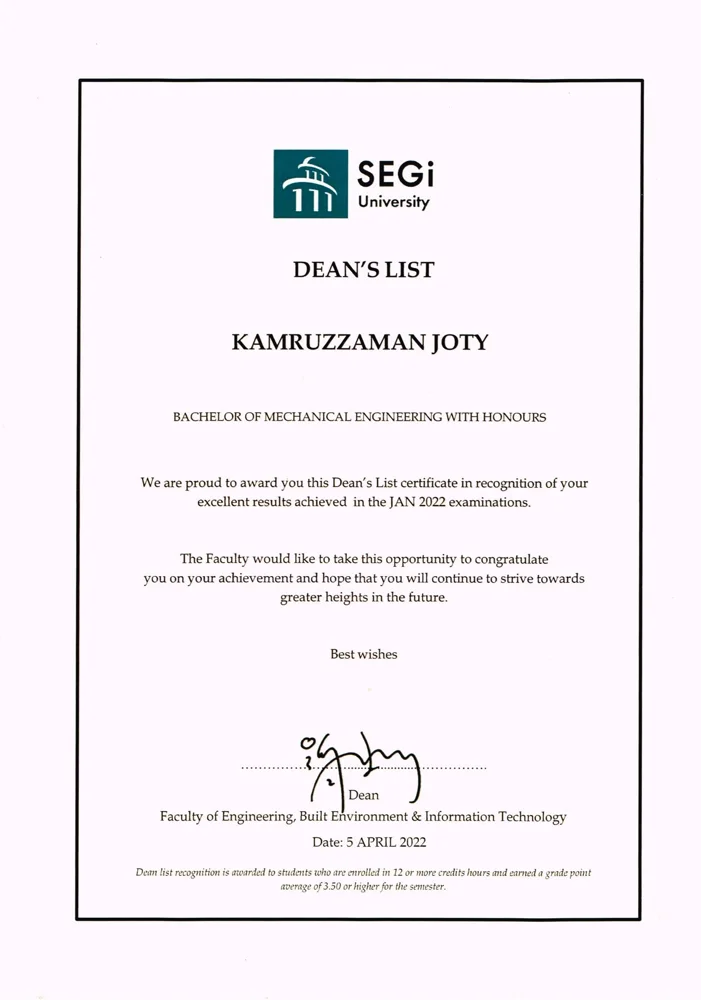 SEGi
University
DEAN'S LIST
KAMRUZZAMAN JOTY
BACHELOR OF MECHANICAL ENGINEERING WITH HONOURS
We are proud to award you this Dean's List certificate in recognition of your
excellent results achieved in the JAN 2022 examinations.
The Faculty would like to take this opportunity to congratulate
you on your achievement and hope that you will continue to strive towards
greater heights in the future.
Best wishes
Dean
Faculty of Engineering, Built Environment & Information Technology
Date: 5 APRIL 2022
Dean list recognition is awarded to students who are enrolled in 12 or more credits hours and earned a grade point
average of 3.50 or higher for the semester.